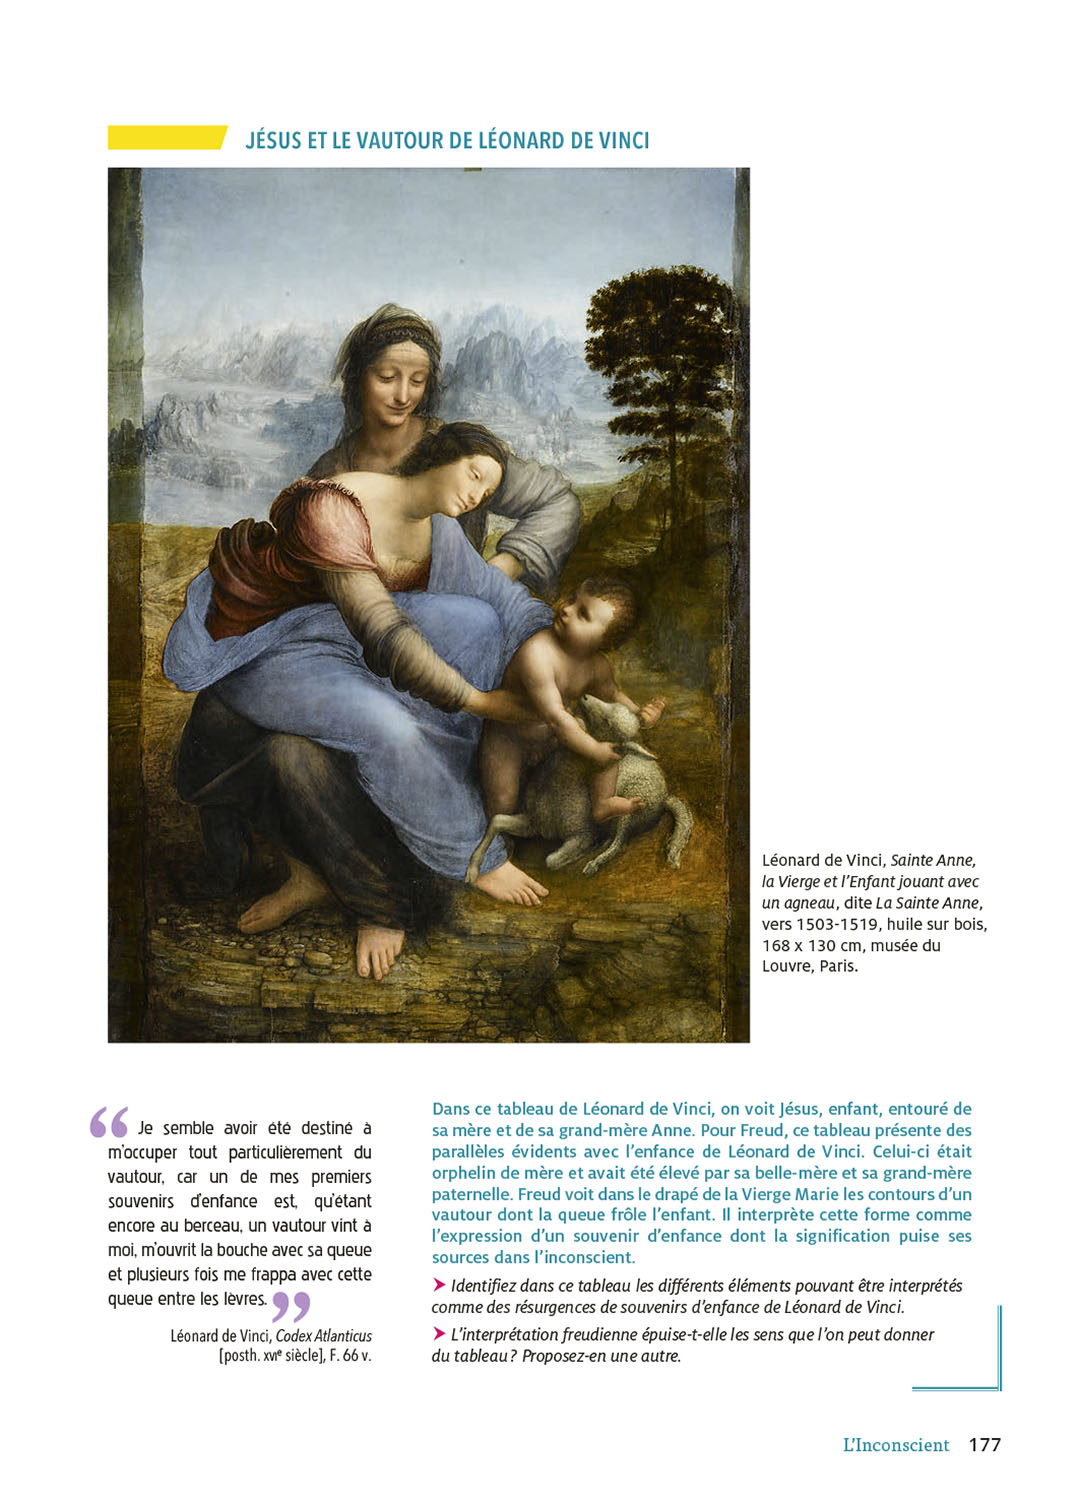 JÉSUS ET LE VAUTOUR DE LÉONARD DE VINCI
Léonard de Vinci, Sainte Anne,
la Vierge et l’Enfant jouant avec
un agneau, dite La Sainte Anne,
vers 1503-1519, huile sur bois,
168 x 130 cm, musée du
Louvre, Paris.
“ Je semble avoir été destiné à
m’occuper tout particulièrement du
vautour, car un de mes premiers
souvenirs d’enfance est, qu’étant
encore au berceau, un vautour vint à
moi, m’ouvrit la bouche avec sa queue
et plusieurs fois me frappa avec cette
queue entre les lèvres. ”
Léonard de Vinci, Codex Atlanticus
[posth. XVIe siècle], F. 66 v.
Dans ce tableau de Léonard de Vinci, on voit Jésus, enfant, entouré de
sa mère et de sa grand-mère Anne. Pour Freud, ce tableau présente des
parallèles évidents avec l’enfance de Léonard de Vinci. Celui-ci était
orphelin de mère et avait été élevé par sa belle-mère et sa grand-mère
paternelle. Freud voit dans le drapé de la Vierge Marie les contours d’un
vautour dont la queue frôle l’enfant. Il interprète cette forme comme
l’expression d’un souvenir d’enfance dont la signification puise ses
sources dans l’inconscient.
➤ Identifiez dans ce tableau les différents éléments pouvant être interprétés
comme des résurgences de souvenirs d’enfance de Léonard de Vinci.
➤ L’interprétation freudienne épuise-t-elle les sens que l’on peut donner
du tableau ? Proposez-en une autre.
L’Inconscient 177